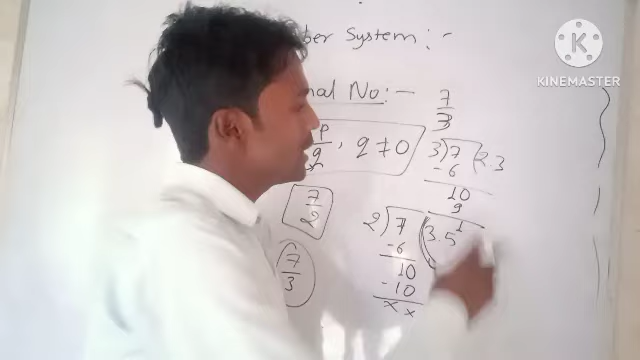 ber System :-
nal No :-
p/q , q ≠ 0
7/2
7/3
7/3
3) 7 (2.3
-6
10
9
1
2) 7 (3.5
-6
10
-10
x x
K
KINEMASTER